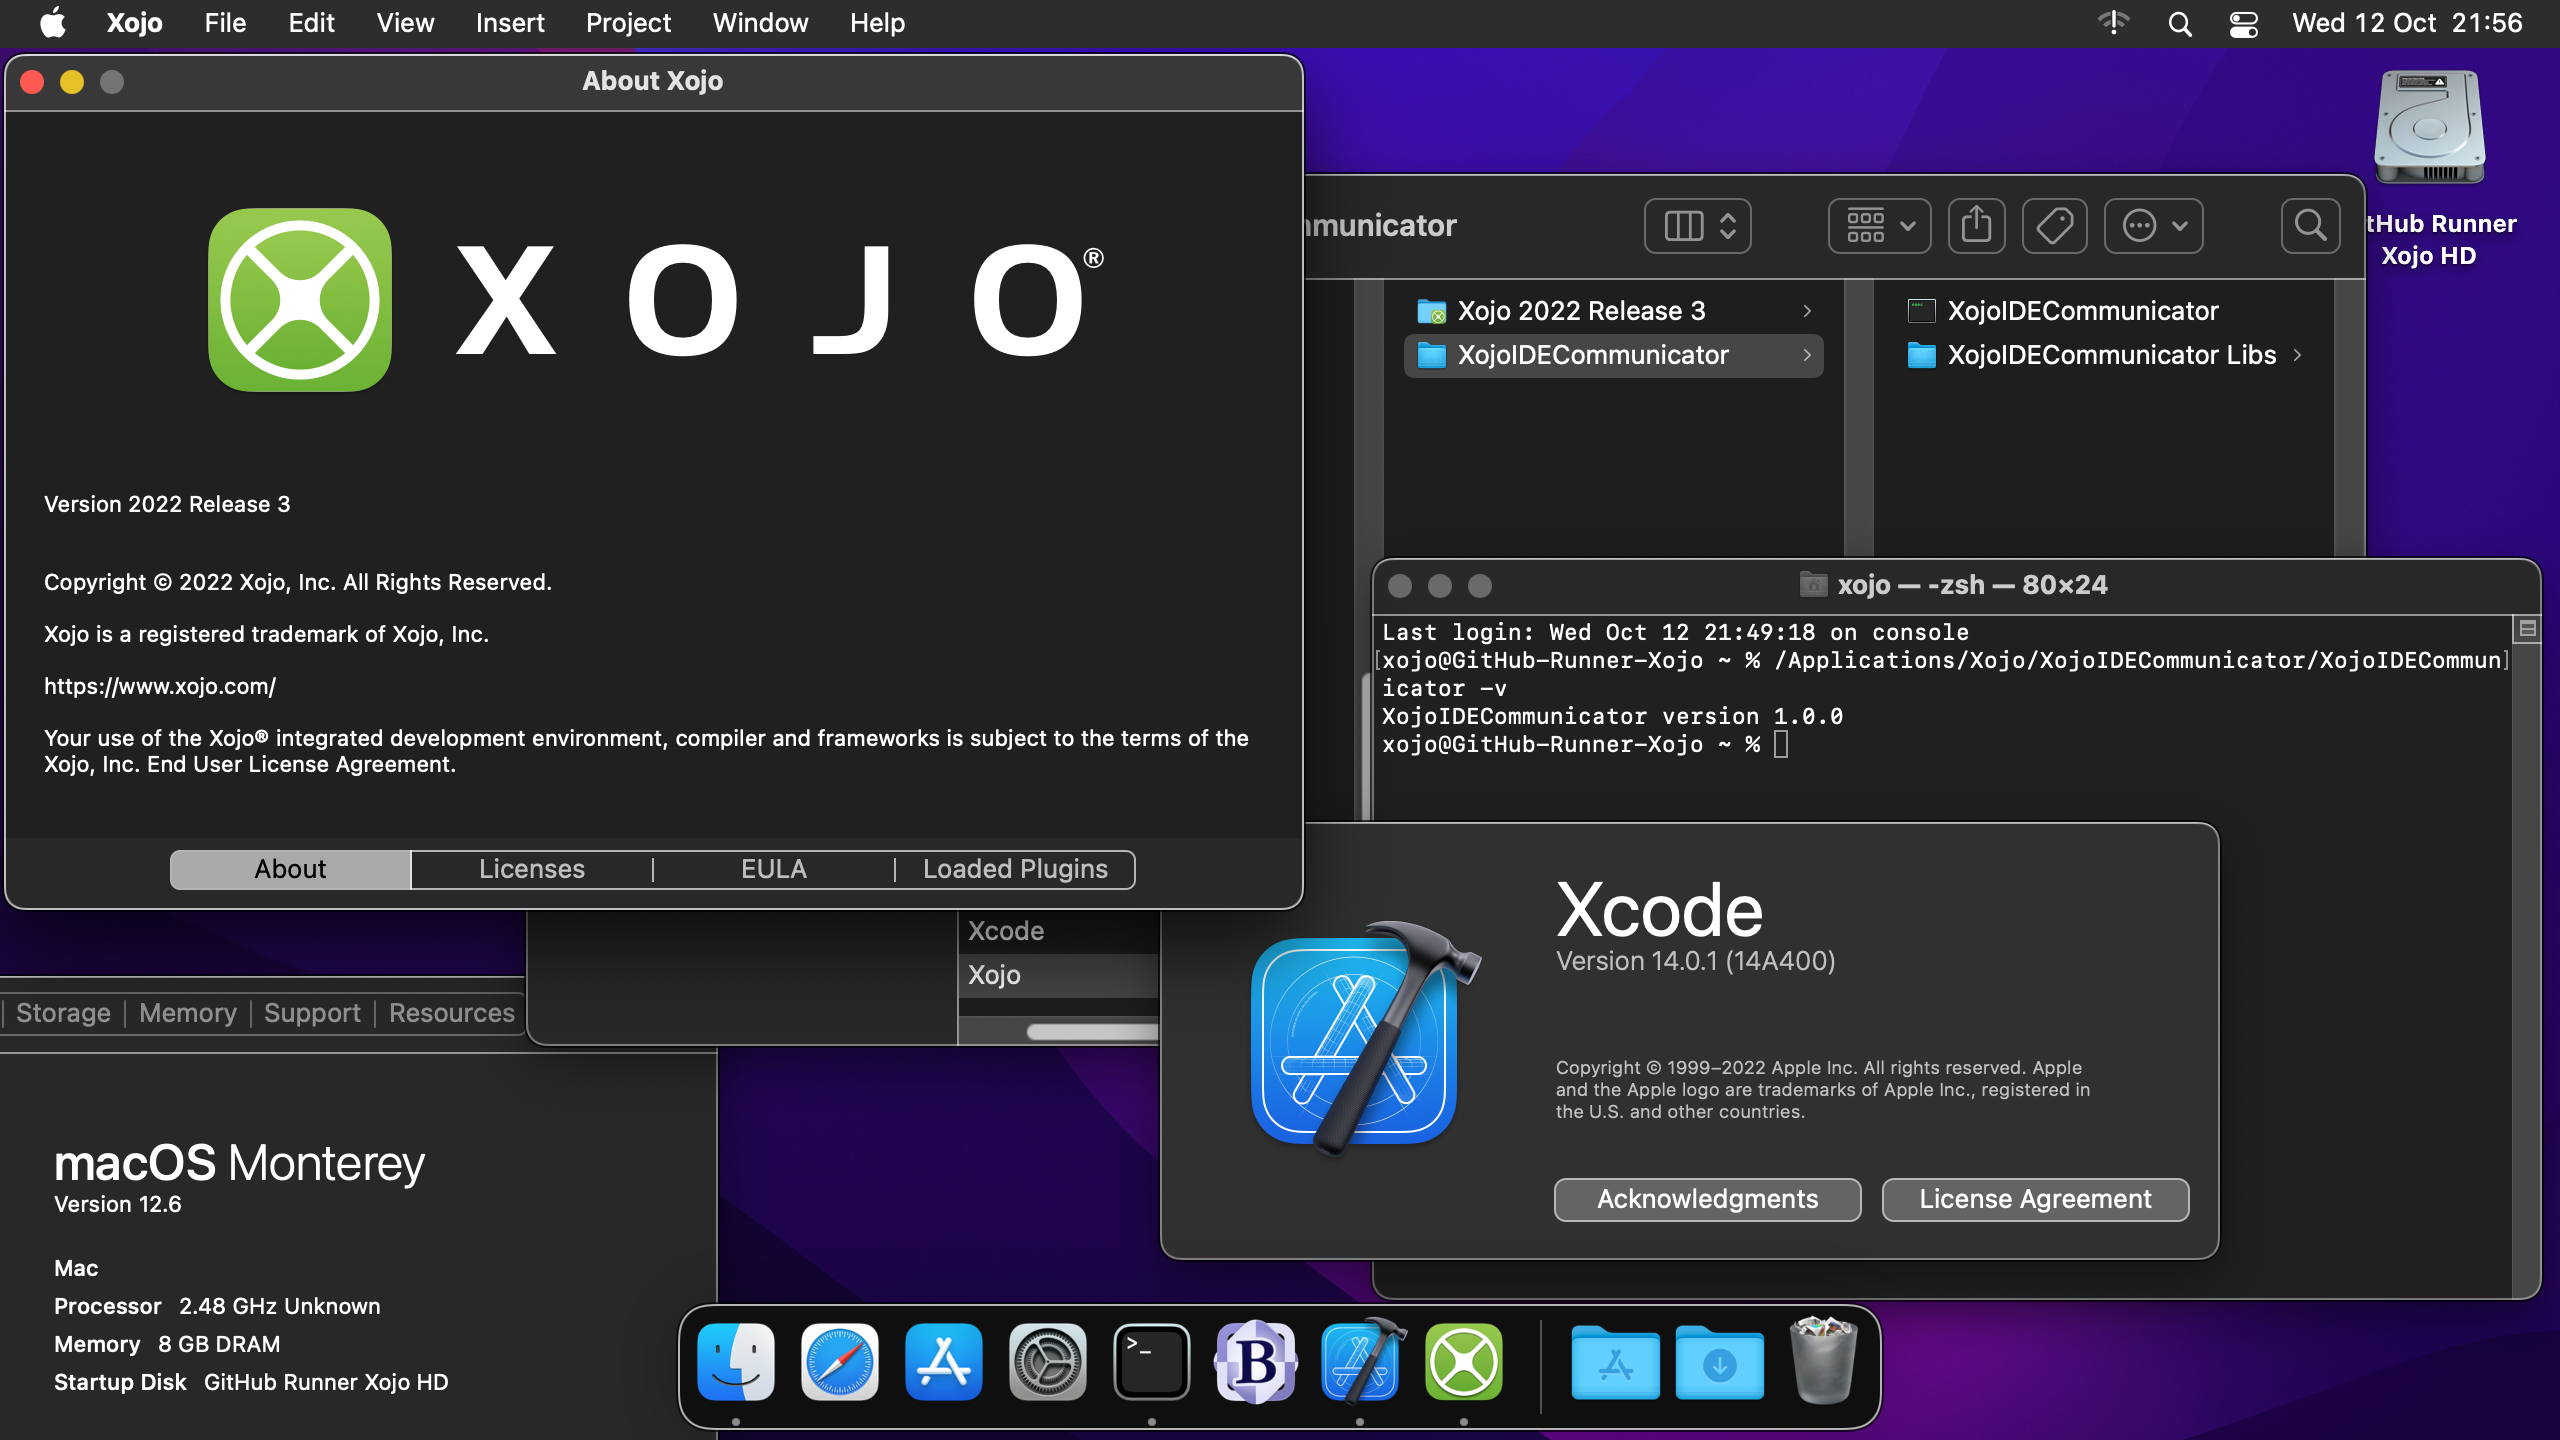 Xojo File Edit View Insert Project Window Help
Wed 12 Oct 21:56
About Xojo
XOJO®
Version 2022 Release 3
Copyright © 2022 Xojo, Inc. All Rights Reserved.
Xojo is a registered trademark of Xojo, Inc.
https://www.xojo.com/
Your use of the Xojo® integrated development environment, compiler and frameworks is subject to the terms of the
Xojo, Inc. End User License Agreement.
About Licenses EULA Loaded Plugins
mmunicator
Xojo 2022 Release 3
XojoIDECommunicator
XojoIDECommunicator
XojoIDECommunicator Libs
tHub Runner
Xojo HD
xojo — -zsh — 80×24
Last login: Wed Oct 12 21:49:18 on console
[xojo@GitHub-Runner-Xojo ~ % /Applications/Xojo/XojoIDECommunicator/XojoIDECommun]
icator -v
XojoIDECommunicator version 1.0.0
xojo@GitHub-Runner-Xojo ~ %
Xcode
Xojo
Xcode
Version 14.0.1 (14A400)
Copyright © 1999–2022 Apple Inc. All rights reserved. Apple
and the Apple logo are trademarks of Apple Inc., registered in
the U.S. and other countries.
Acknowledgments License Agreement
Storage Memory Support Resources
macOS Monterey
Version 12.6
Mac
Processor 2.48 GHz Unknown
Memory 8 GB DRAM
Startup Disk GitHub Runner Xojo HD
>_
B